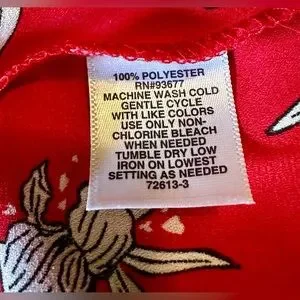 100% POLYESTER
RN#93677
MACHINE WASH COLD
GENTLE CYCLE
WITH LIKE COLORS
USE ONLY NON-
CHLORINE BLEACH
WHEN NEEDED
TUMBLE DRY LOW
IRON ON LOWEST
SETTING AS NEEDED
72613-3